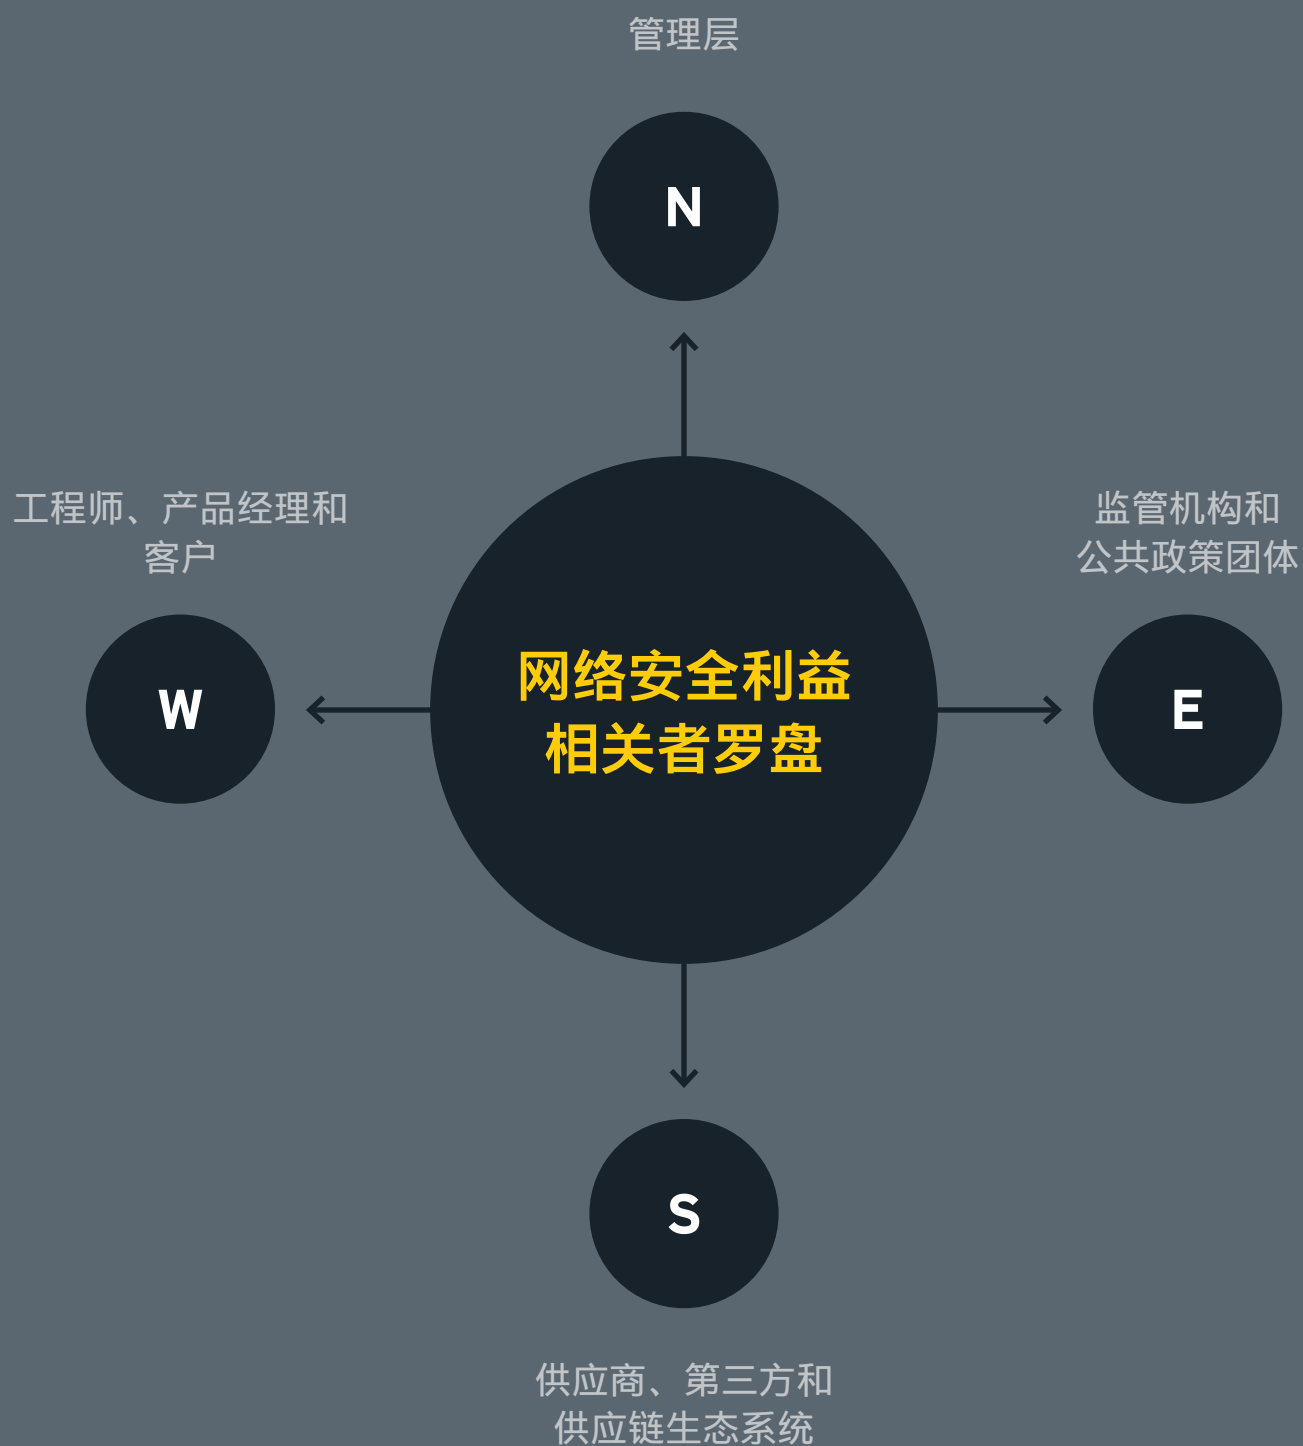 管理层
N
工程师、产品经理和
客户
W
网络安全利益
相关者罗盘
监管机构和
公共政策团体
E
S
供应商、第三方和
供应链生态系统